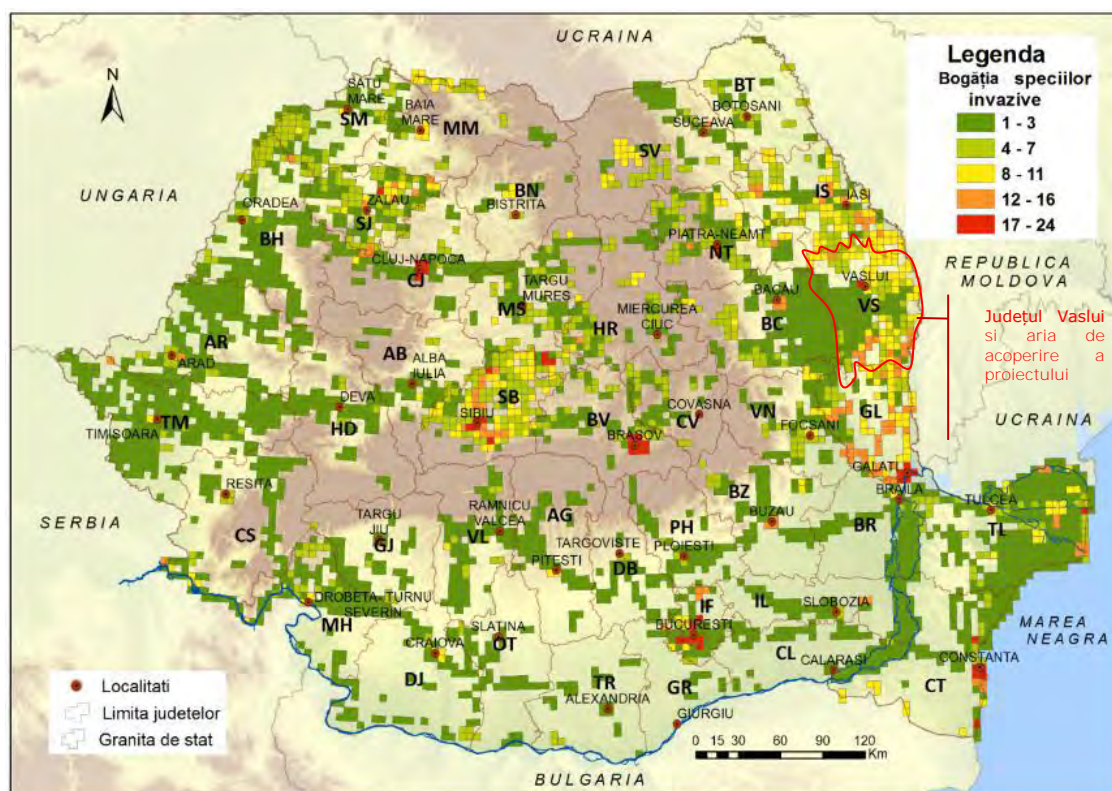 UCRAINA
Legenda
Bogăția speciilor
invazive
1 - 3
4 - 7
8 - 11
12 - 16
17 - 24
N
SATU
MARE
SM
BAIA
MARE
MM
BT
BOTOSANI
SUCEAVA
SV
UNGARIA
ORADEA
BH
ZALAU
SJ
BN
BISTRITA
IS
IASI
PIATRA-NEAMT
NT
CLUJ-NAPOCA
CJ
TARGU
MURES
MS
MIERCUREA
CIUC
HR
BACAU
BC
VASLUI
VS
REPUBLICA
MOLDOVA
Județul Vaslui
si aria de
acoperire a
proiectului
AR
ARAD
AB
ALBA
IULIA
SB
SIBIU
DEVA
HD
TM
TIMISOARA
BV
BRASOV
COVASNA
CV
VN
FOCSANI
GL
GALATI
UCRAINA
RESITA
CS
SERBIA
TARGU
JIU
GJ
RAMNICU
VALCEA
VL
AG
PITESTI
TARGOVISTE
DB
PH
PLOIESTI
BZ
BUZAU
BRAILA
BR
TULCEA
TL
DROBETA- TURNU
SEVERIN
MH
CRAIOVA
DJ
SLATINA
OT
IF
BUCURESTI
IL
SLOBOZIA
CL
CALARASI
MAREA
NEAGRA
CONSTANTA
CT
TR
ALEXANDRIA
GR
GIURGIU
Localitati
Limita judetelor
Granita de stat
0 15 30 60 90 120
Km
BULGARIA